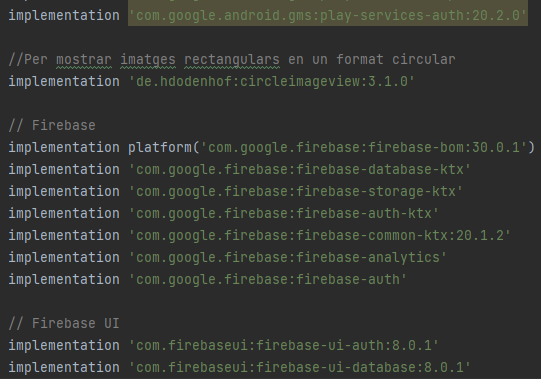 implementation 'com.google.android.gms:play-services-auth:20.2.0'
//Per mostrar imatges rectangulars en un format circular
implementation 'de.hdodenhof:circleimageview:3.1.0'
// Firebase
implementation platform('com.google.firebase:firebase-bom:30.0.1')
implementation 'com.google.firebase:firebase-database-ktx'
implementation 'com.google.firebase:firebase-storage-ktx'
implementation 'com.google.firebase:firebase-auth-ktx'
implementation 'com.google.firebase:firebase-common-ktx:20.1.2'
implementation 'com.google.firebase:firebase-analytics'
implementation 'com.google.firebase:firebase-auth'
// Firebase UI
implementation 'com.firebaseui:firebase-ui-auth:8.0.1'
implementation 'com.firebaseui:firebase-ui-database:8.0.1'